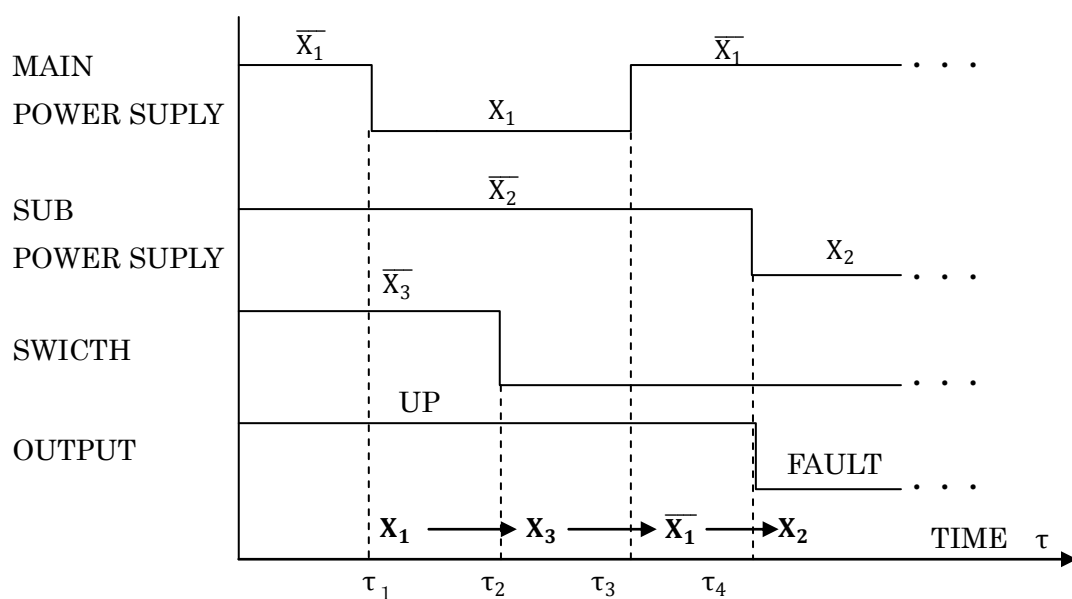 X̅₁ X̅₁
MAIN
POWER SUPLY X₁
X̅₂
SUB
POWER SUPLY X₂
X̅₃
SWICTH
UP
OUTPUT
FAULT
X₁ X₃ X̅₁ X₂
TIME τ
τ₁ τ₂ τ₃ τ₄